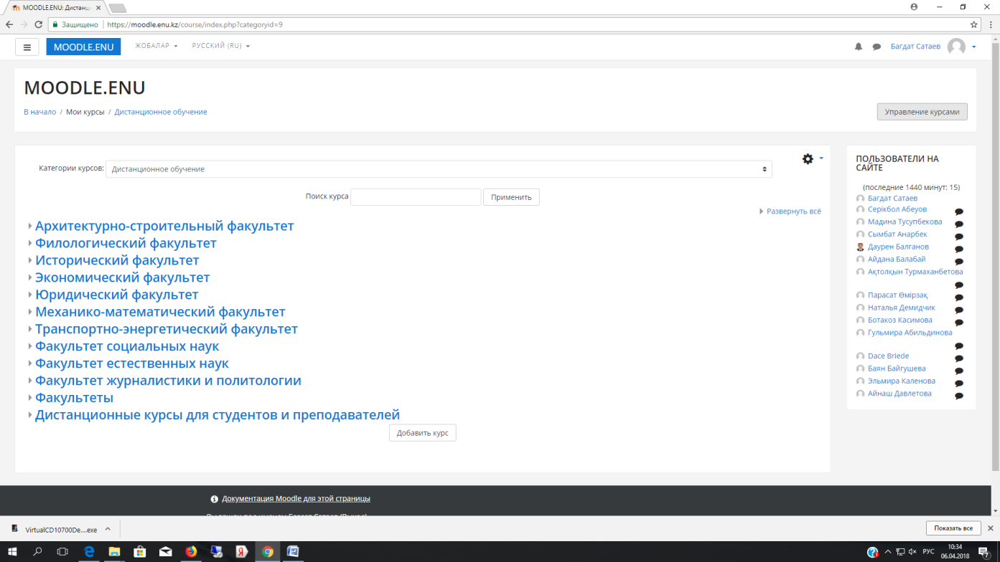 MOODLE.ENU: Дистанц
Защищено https://moodle.enu.kz/course/index.php?categoryid=9
MOODLE.ENU ЖОБАЛАР РУССКИЙ (RU) Багдат Сатаев
MOODLE.ENU
В начало / Мои курсы / Дистанционное обучение
Управление курсами
Категории курсов: Дистанционное обучение
Поиск курса Применить
Развернуть всё
Архитектурно-строительный факультет
Филологический факультет
Исторический факультет
Экономический факультет
Юридический факультет
Механико-математический факультет
Транспортно-энергетический факультет
Факультет социальных наук
Факультет естественных наук
Факультет журналистики и политологии
Факультеты
Дистанционные курсы для студентов и преподавателей
Добавить курс
ПОЛЬЗОВАТЕЛИ НА
САЙТЕ
(последние 1440 минут: 15)
Багдат Сатаев
Серікбол Абеуов
Мадина Тусупбекова
Сымбат Анарбек
Даурен Балганов
Айдана Балабай
Ақтолқын Турмаханбетова
Парасат Өмірзақ
Наталья Демидчик
Ботакоз Касимова
Гульмира Абильдинова
Dace Briede
Баян Байгушева
Эльмира Каленова
Айнаш Давлетова
Документация Moodle для этой страницы
VirtualCD10700De....exe
Показать все
РУС
10:34
06.04.2018